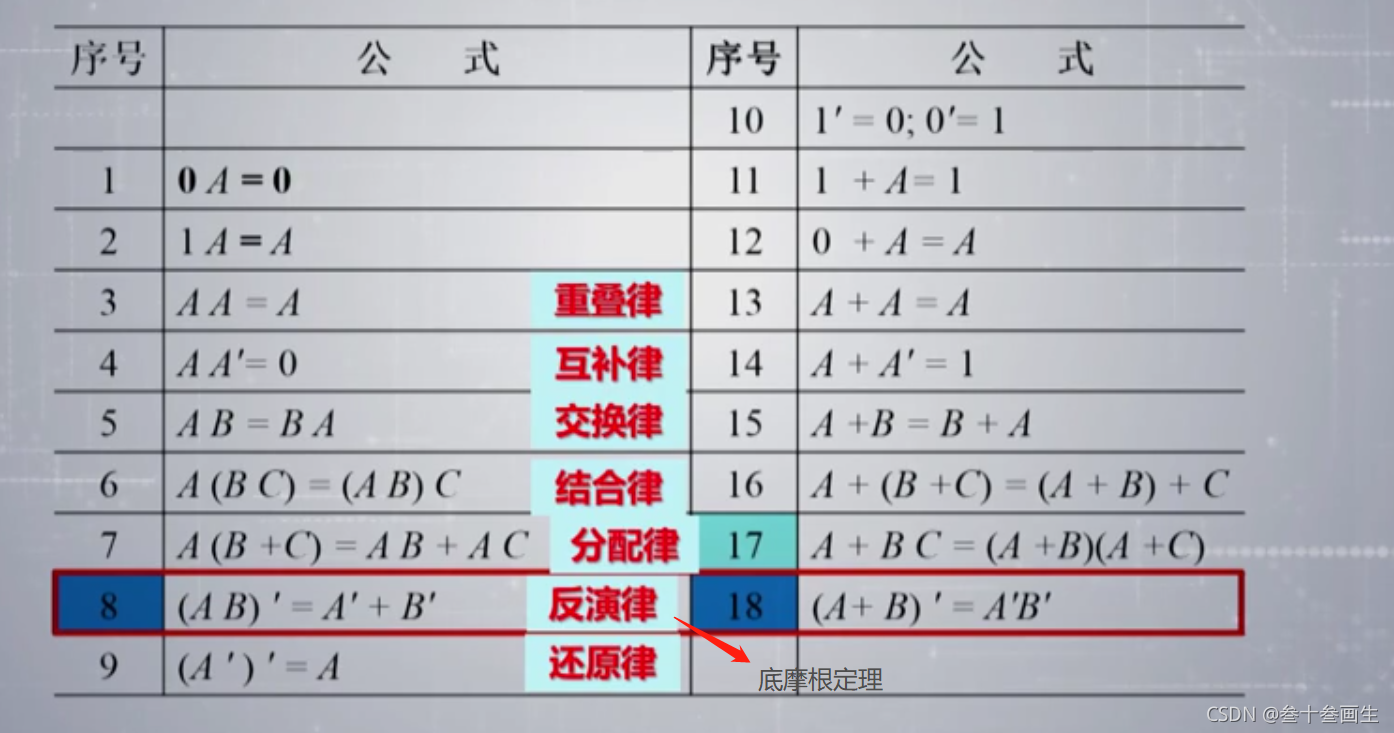 序号 公 式 序号 公 式
10 1′ = 0; 0′= 1
1 0 A = 0 11 1 + A= 1
2 1 A = A 12 0 + A = A
3 A A = A 重叠律 13 A + A = A
4 A A′= 0 互补律 14 A + A′ = 1
5 A B = B A 交换律 15 A +B = B + A
6 A (B C) = (A B) C 结合律 16 A + (B +C) = (A + B) + C
7 A (B +C) = A B + A C 分配律 17 A + B C = (A +B)(A +C)
8 (A B) ′ = A′ + B′ 反演律 18 (A+ B) ′ = A′B′
9 (A ′ ) ′ = A 还原律
底摩根定理
CSDN @叁十叁画生